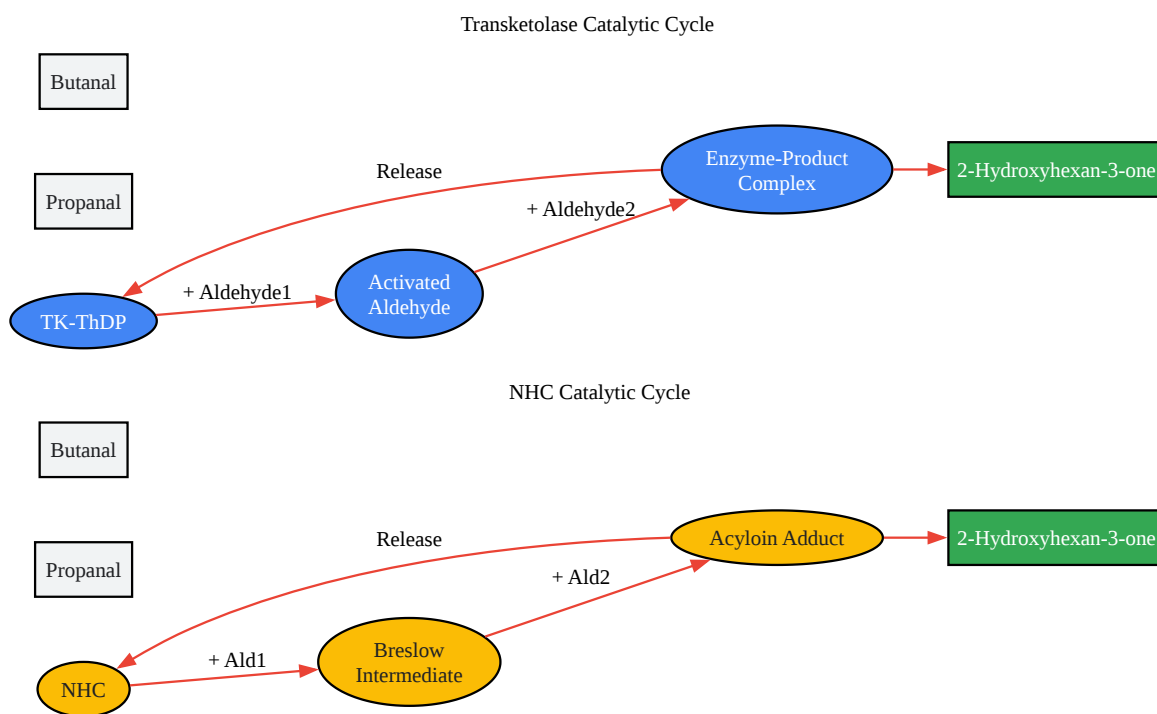 Transketolase Catalytic Cycle
Butanal
Propanal
Release
Enzyme-Product
Complex
2-Hydroxyhexan-3-one
+ Aldehyde2
+ Aldehyde1
Activated
Aldehyde
TK-ThDP
NHC Catalytic Cycle
Butanal
Propanal
Release
Acyloin Adduct
2-Hydroxyhexan-3-one
+ Ald2
+ Ald1
Breslow
Intermediate
NHC